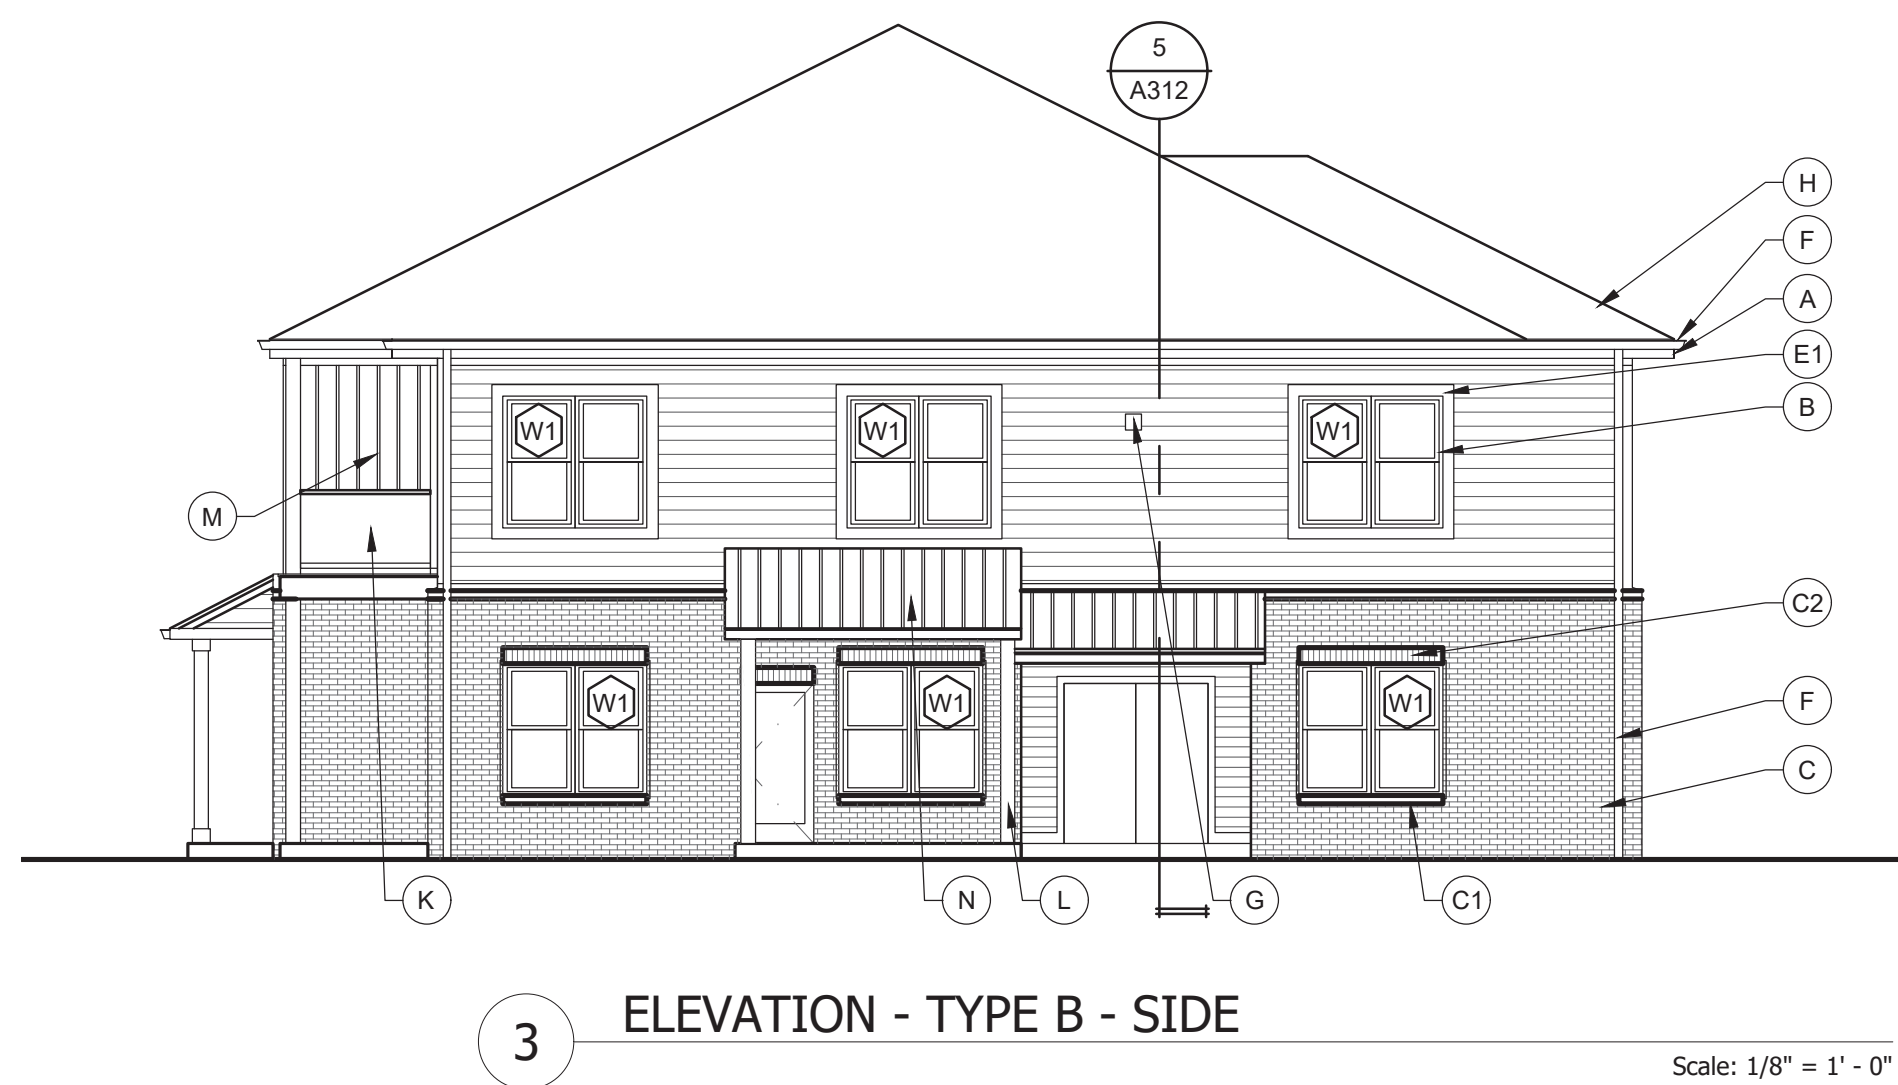 5
A312
H
F
A
E1
B
W1
W1
W1
M
C2
W1
W1
W1
F
C
K
N
L
G
C1
3
ELEVATION - TYPE B - SIDE
Scale: 1/8" = 1' - 0"